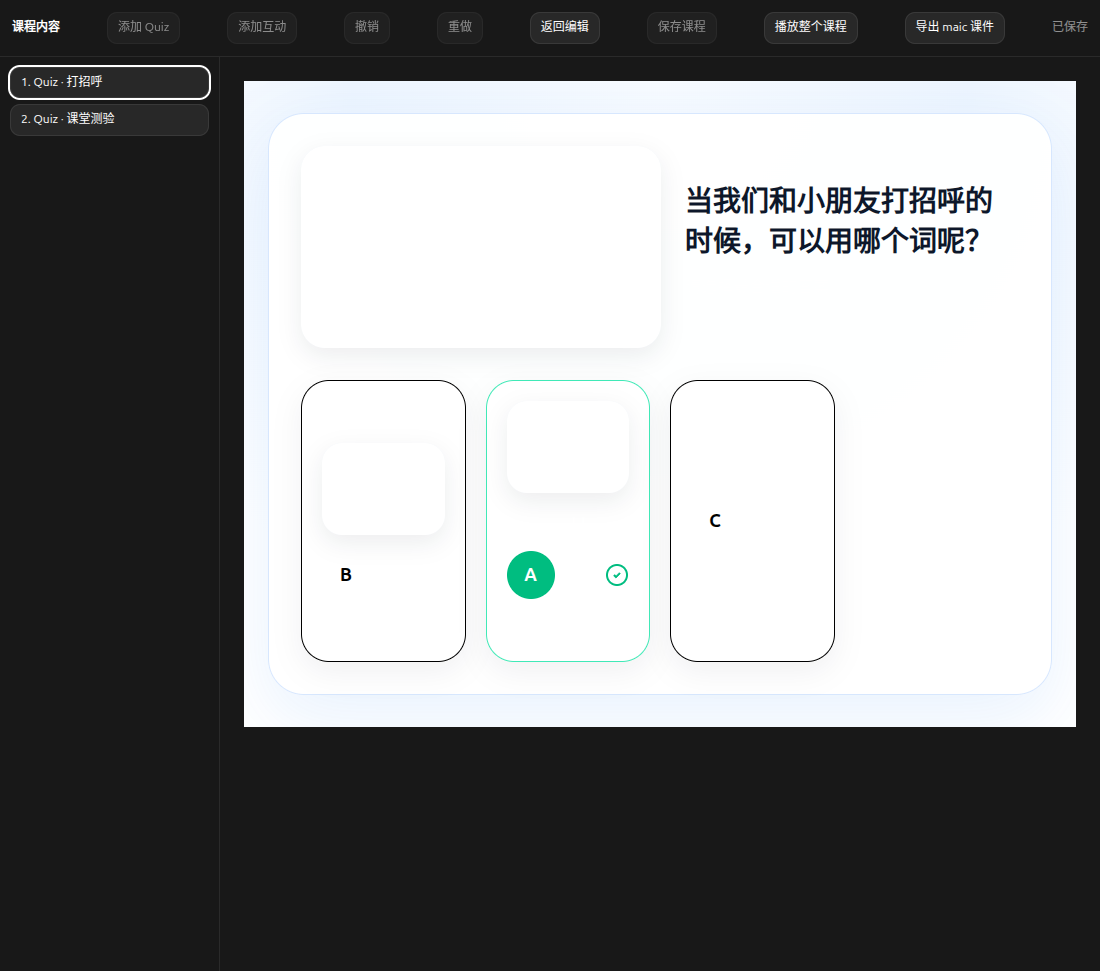 课程内容
添加 Quiz
添加互动
撤销
重做
返回编辑
保存课程
播放整个课程
导出 maic 课件
已保存
1. Quiz · 打招呼
2. Quiz · 课堂测验
当我们和小朋友打招呼的
时候，可以用哪个词呢？
B
A
C